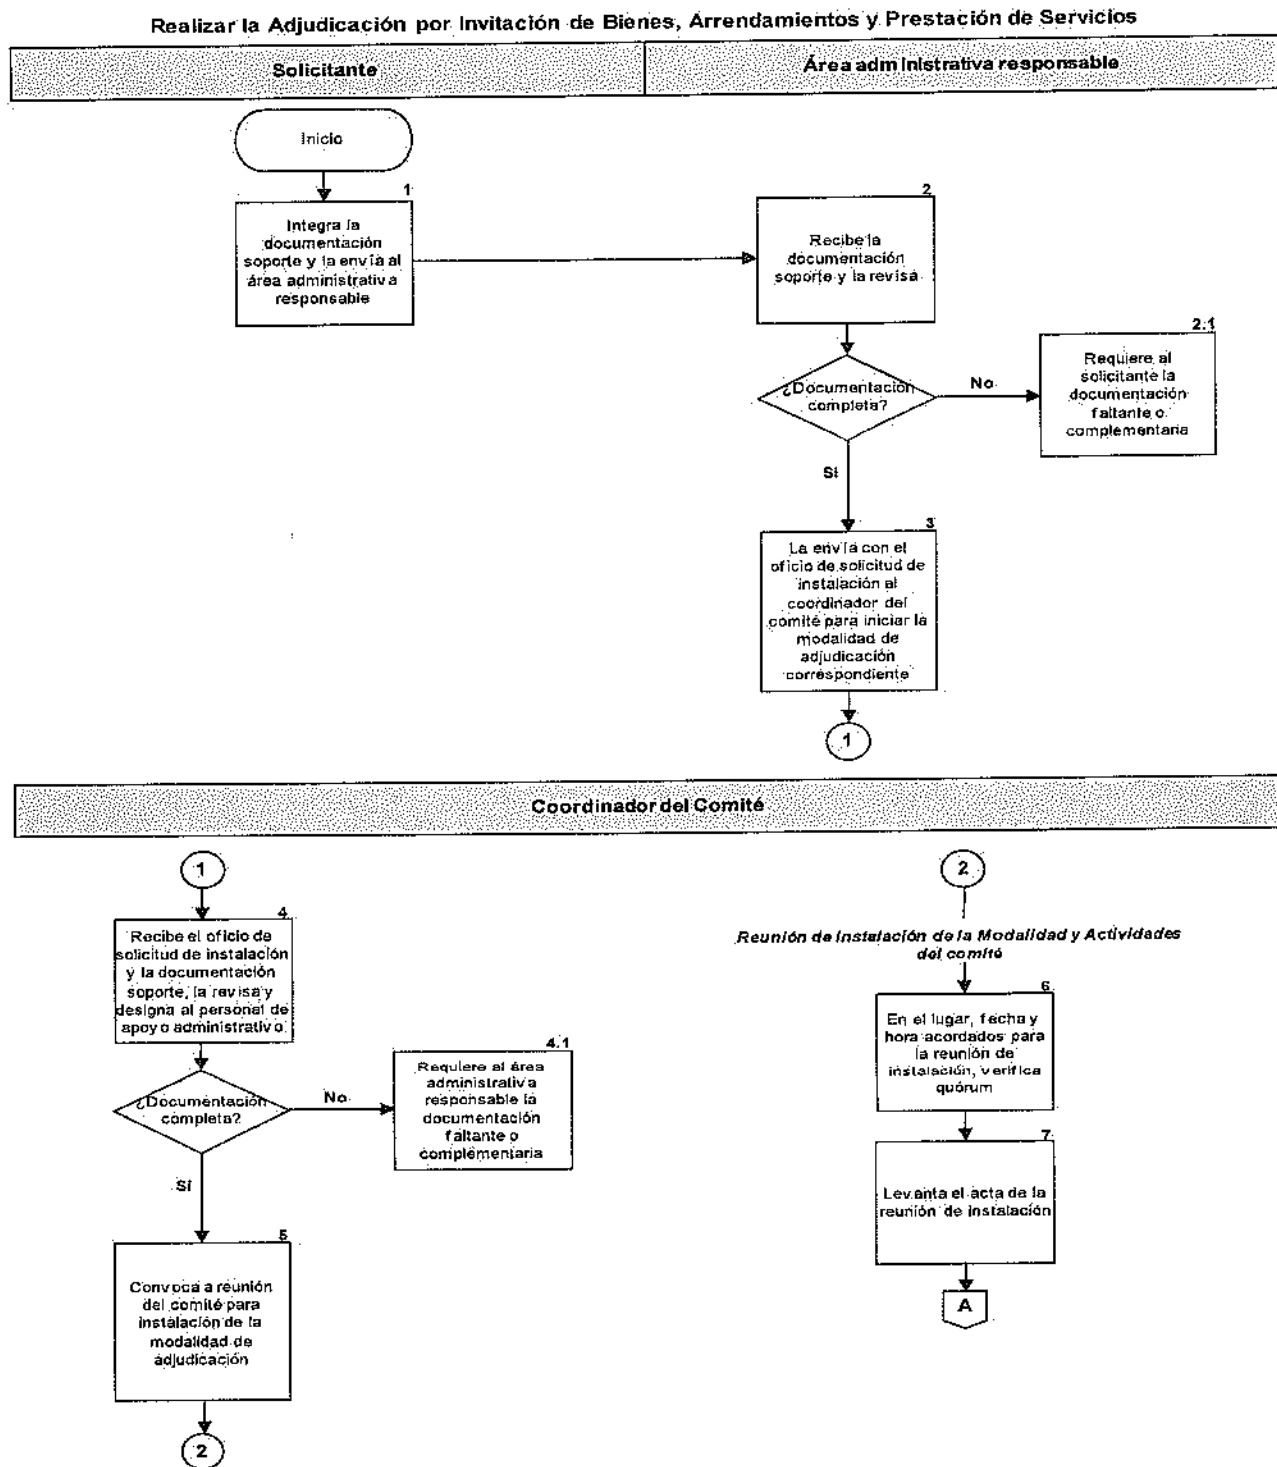 Realizar la Adjudicación por Invitación de Bienes, Arrendamientos y Prestación de Servicios
Solicitante
Área administrativa responsable
Inicio
1
Integra la
documentación
soporte y la envía al
área administrativa
responsable
2
Recibe la
documentación
soporte y la revisa
2.1
Requiere al
solicitante la
documentación
faltante o
complementaria
¿Documentación
completa?
No
Sí
3
La envía con el
oficio de solicitud de
instalación al
coordinador del
comité para iniciar la
modalidad de
adjudicación
correspondiente
1
Coordinador del Comité
1
4
Recibe el oficio de
solicitud de instalación
y la documentación
soporte, la revisa y
designa al personal de
apoyo administrativo
¿Documentación
completa?
No
4.1
Requiere al área
administrativa
responsable la
documentación
faltante o
complementaria
Sí
5
Convoca a reunión
del comité para
instalación de la
modalidad de
adjudicación
2
2
Reunión de Instalación de la Modalidad y Actividades
del comité
6
En el lugar, fecha y
hora acordados para
la reunión de
instalación, verifica
quórum
7
Levanta el acta de la
reunión de instalación
A